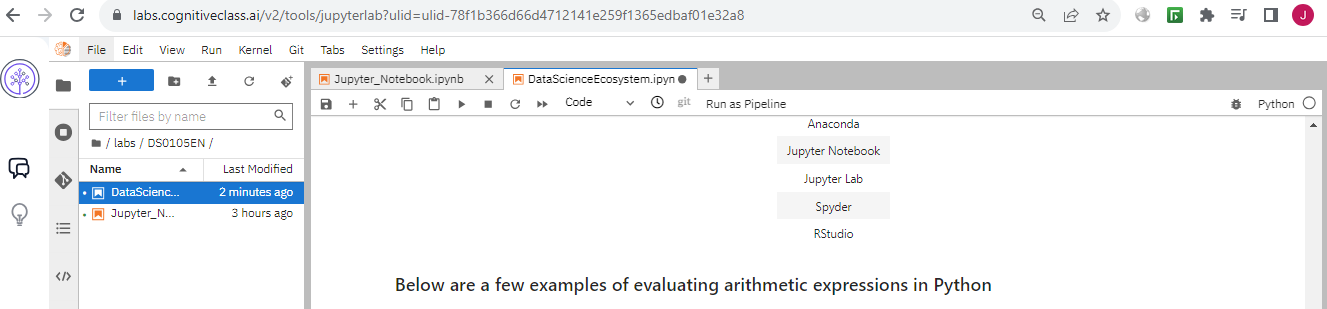 labs.cognitiveclass.ai/v2/tools/jupyterlab?ulid=ulid-78f1b366d66d4712141e259f1365edbaf01e32a8
J
File Edit View Run Kernel Git Tabs Settings Help
Jupyter_Notebook.ipynb
DataScienceEcosystem.ipyn
Code
git
Run as Pipeline
Python
Filter files by name
/ labs / DS0105EN /
Name Last Modified
DataScienc... 2 minutes ago
Jupyter_N... 3 hours ago
Anaconda
Jupyter Notebook
Jupyter Lab
Spyder
RStudio
Below are a few examples of evaluating arithmetic expressions in Python